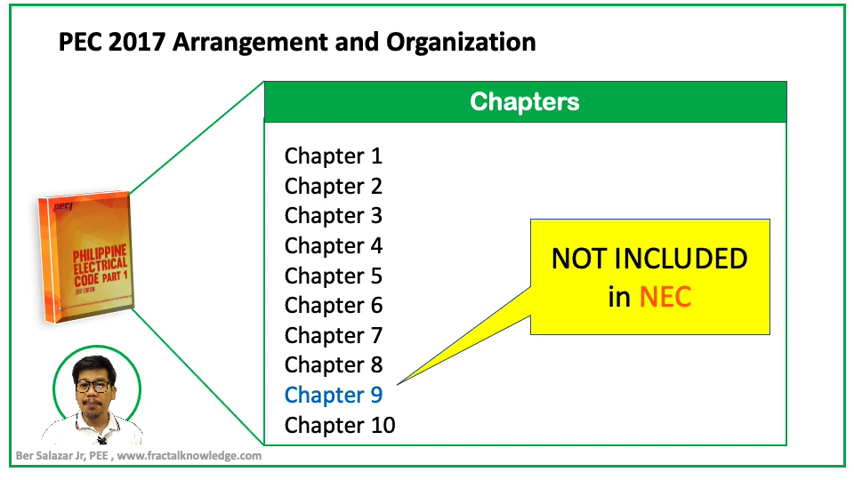 PEC 2017 Arrangement and Organization
Chapters
Chapter 1
Chapter 2
Chapter 3
Chapter 4
Chapter 5
Chapter 6
Chapter 7
Chapter 8
Chapter 9
Chapter 10
NOT INCLUDED
in NEC
PHILIPPINE
ELECTRICAL
CODE PART 1
Ber Salazar Jr, PEE , www.fractalknowledge.com